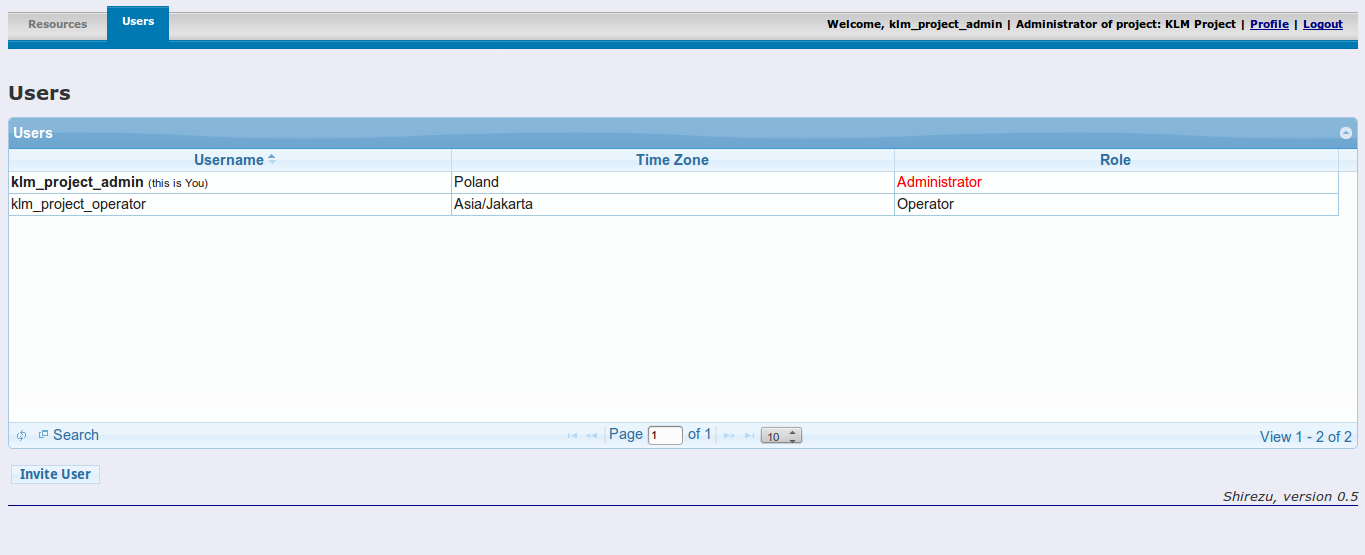 Resources Users Welcome, klm_project_admin | Administrator of project: KLM Project | Profile | Logout
Users
Users
Username Time Zone Role
klm_project_admin (this is You) Poland Administrator
klm_project_operator Asia/Jakarta Operator
Search Page 1 of 1 10 View 1 - 2 of 2
Invite User
Shirezu, version 0.5